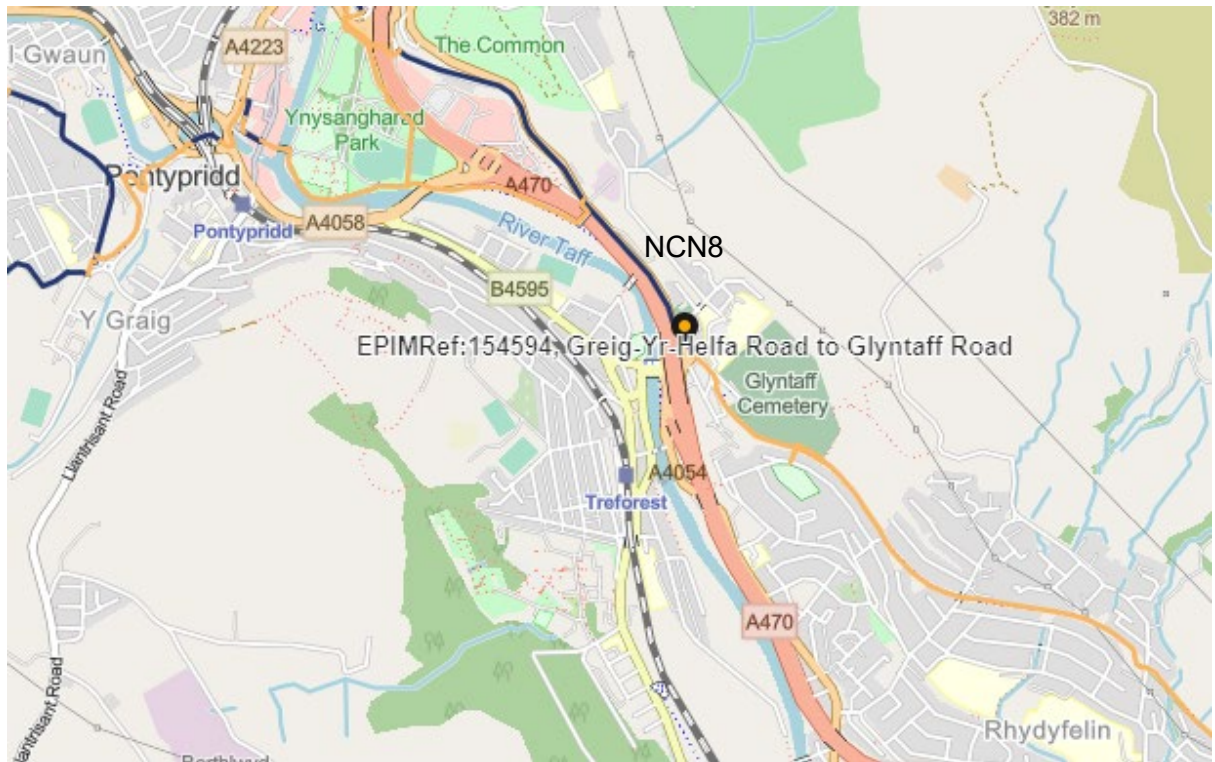 382 m
The Common
A4223
l Gwaun
Ynysangharad
Park
Pontypridd
A470
Pontypridd
A4058
River Taff
NCN8
B4595
Y Graig
EPIMRef:154594, Greig-Yr-Helfa Road to Glyntaff Road
Glyntaff
Cemetery
Llantrisant Road
A4054
Treforest
A470
Llantrisant Road
Rhydyfelin